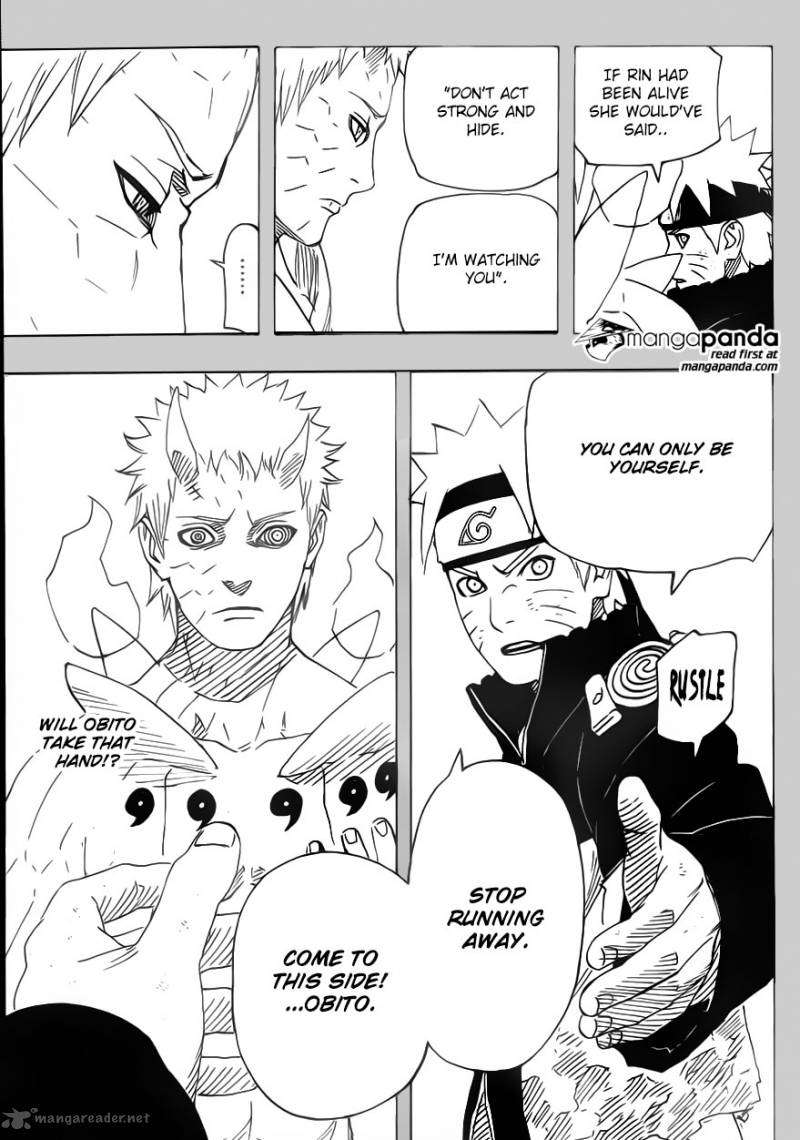 IF RIN HAD
BEEN ALIVE
SHE WOULD'VE
SAID..
"DON'T ACT
STRONG AND
HIDE.
I'M WATCHING
YOU".
......
mangapanda
read first at
mangapanda.com
YOU CAN ONLY BE
YOURSELF.
RUSTLE
STOP
RUNNING
AWAY.
COME TO
THIS SIDE!
...OBITO.
WILL OBITO
TAKE THAT
HAND!?
mangareader.net